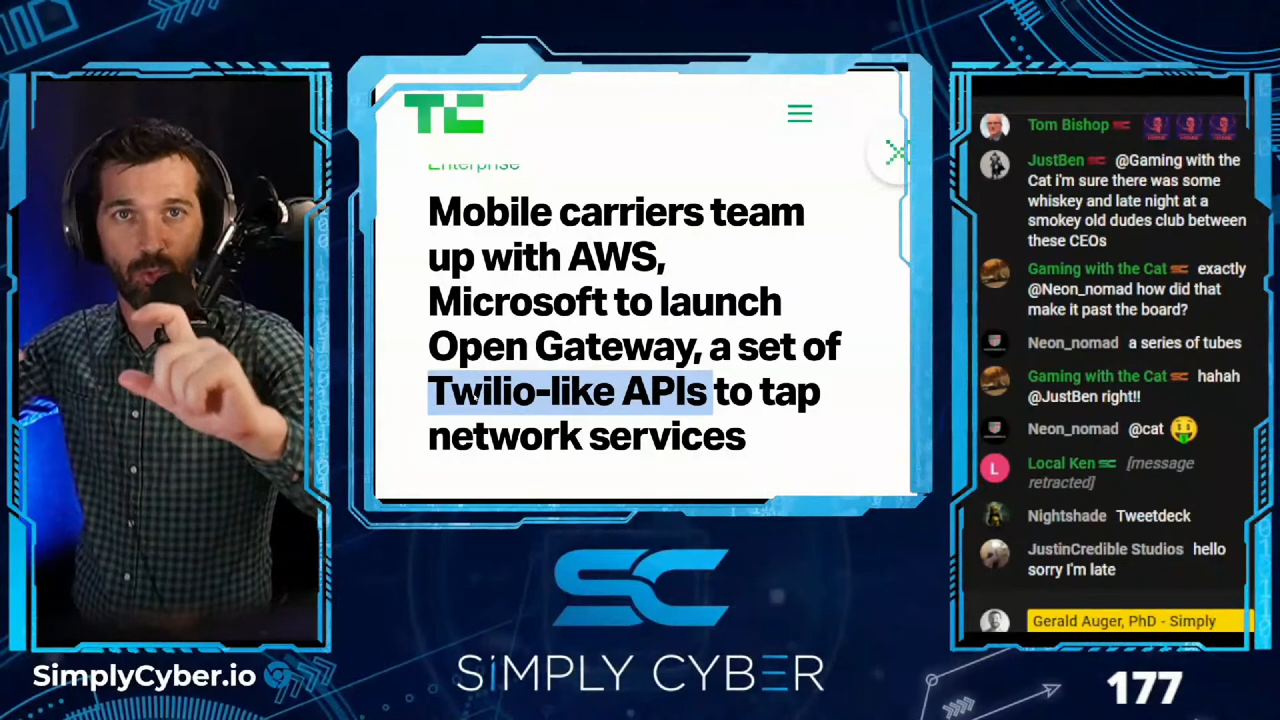 TC
Enterprise
Mobile carriers team
up with AWS,
Microsoft to launch
Open Gateway, a set of
Twilio-like APIs to tap
network services
SC
SiMPLY CYBER
SimplyCyber.io
Tom Bishop
JustBen @Gaming with the
Cat i'm sure there was some
whiskey and late night at a
smokey old dudes club between
these CEOs
Gaming with the Cat exactly
@Neon_nomad how did that
make it past the board?
Neon_nomad a series of tubes
Gaming with the Cat hahah
@JustBen right!!
Neon_nomad @cat 🤑
L Local Ken [message
retracted]
Nightshade Tweetdeck
JustinCredible Studios hello
sorry I'm late
Gerald Auger, PhD - Simply
177